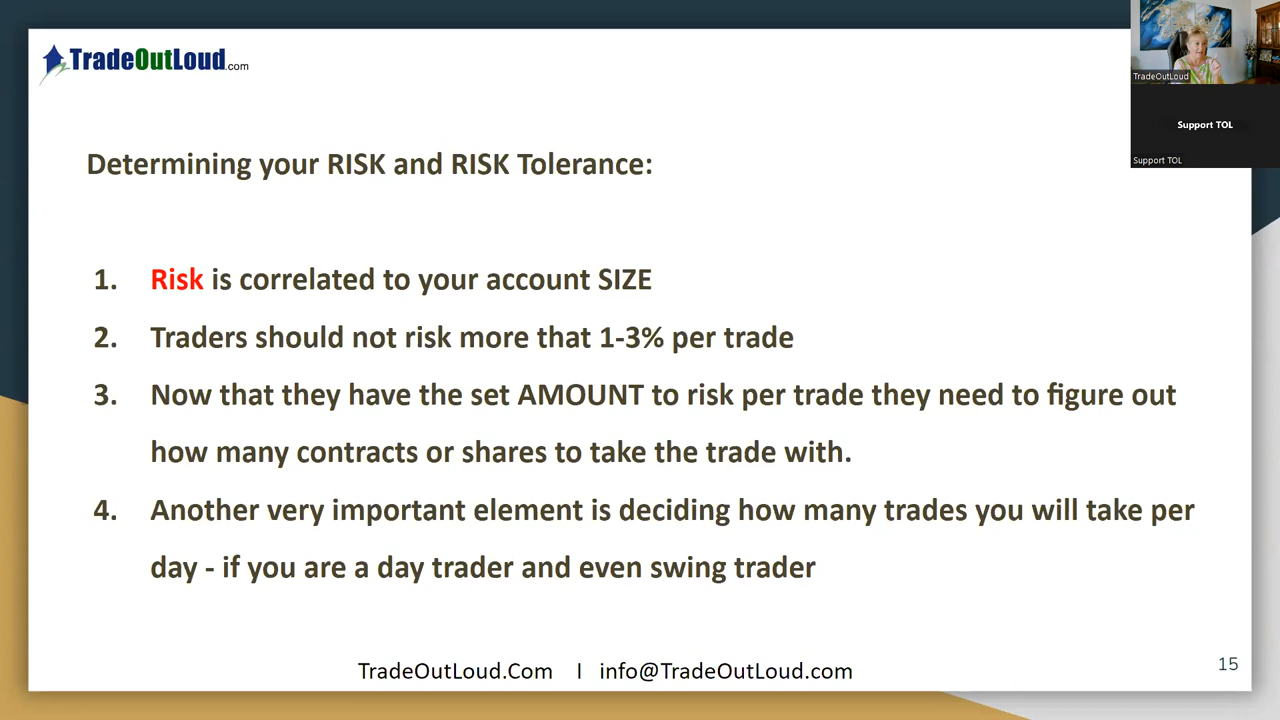 TradeOutLoud.com
TradeOutLoud
Support TOL
Support TOL
Determining your RISK and RISK Tolerance:
1. Risk is correlated to your account SIZE
2. Traders should not risk more that 1-3% per trade
3. Now that they have the set AMOUNT to risk per trade they need to figure out
how many contracts or shares to take the trade with.
4. Another very important element is deciding how many trades you will take per
day - if you are a day trader and even swing trader
TradeOutLoud.Com I info@TradeOutLoud.com
15